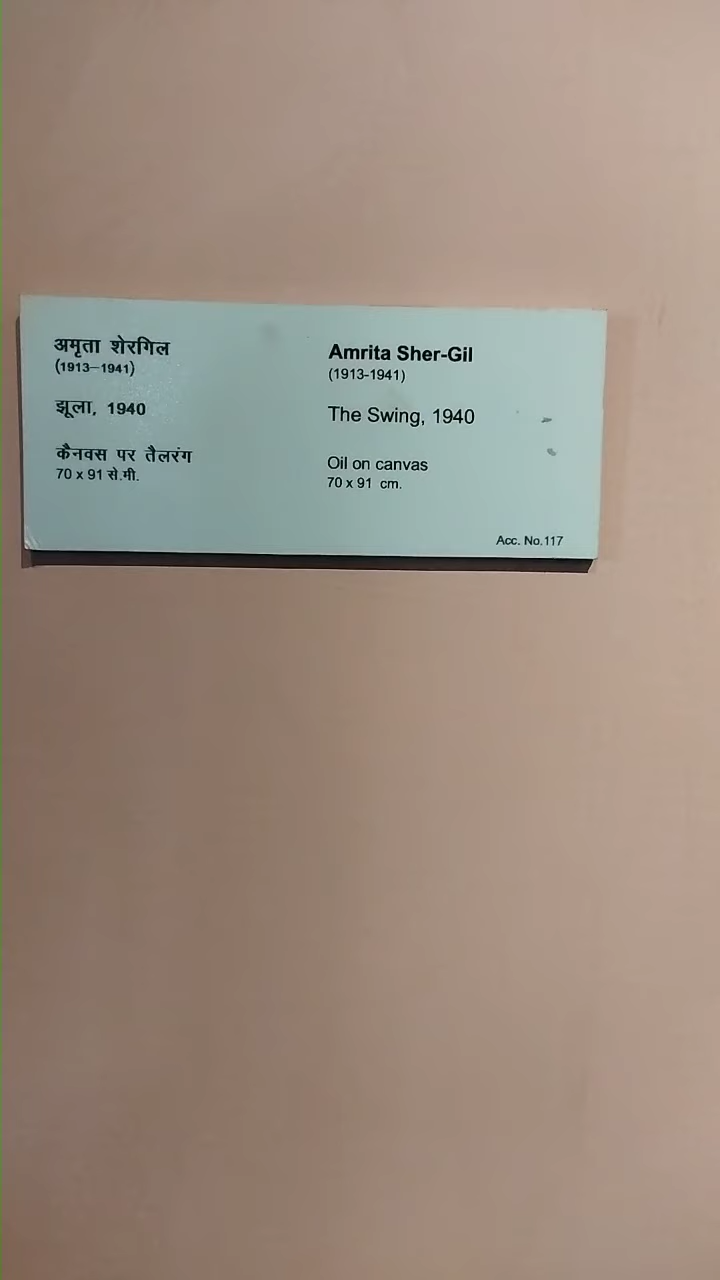 अमृता शेरगिल
(1913–1941)
झूला, 1940
कैनवस पर तैलरंग
70 x 91 से.मी.
Amrita Sher-Gil
(1913-1941)
The Swing, 1940
Oil on canvas
70 x 91 cm.
Acc. No.117